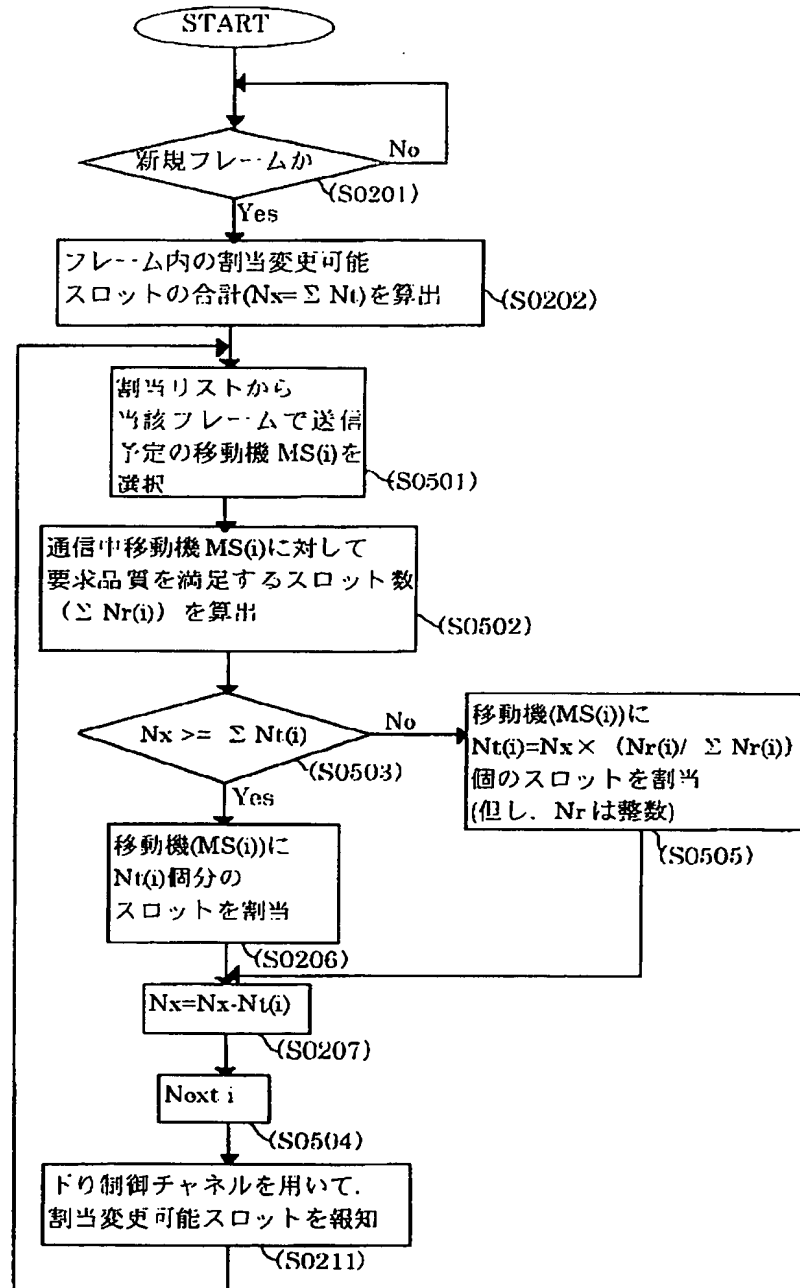 START
新規フレームか
No
(S0201)
Yes
フレーム内の割当変更可能
スロットの合計(Nx=Σ Nt)を算出
(S0202)
割当リストから
当該フレームで送信
予定の移動機 MS(i)を
選択
(S0501)
通信中移動機 MS(i)に対して
要求品質を満足するスロット数
(Σ Nr(i)) を算出
(S0502)
Nx >= Σ Nt(i)
No
(S0503)
Yes
移動機(MS(i))に
Nt(i)=Nx× (Nr(i)/ Σ Nr(i))
個のスロットを割当
(但し、Nr は整数)
(S0505)
移動機(MS(i))に
Nt(i)個分の
スロットを割当
(S0206)
Nx=Nx-Nt(i)
(S0207)
Next i
(S0504)
下り制御チャネルを用いて、
割当変更可能スロットを報知
(S0211)